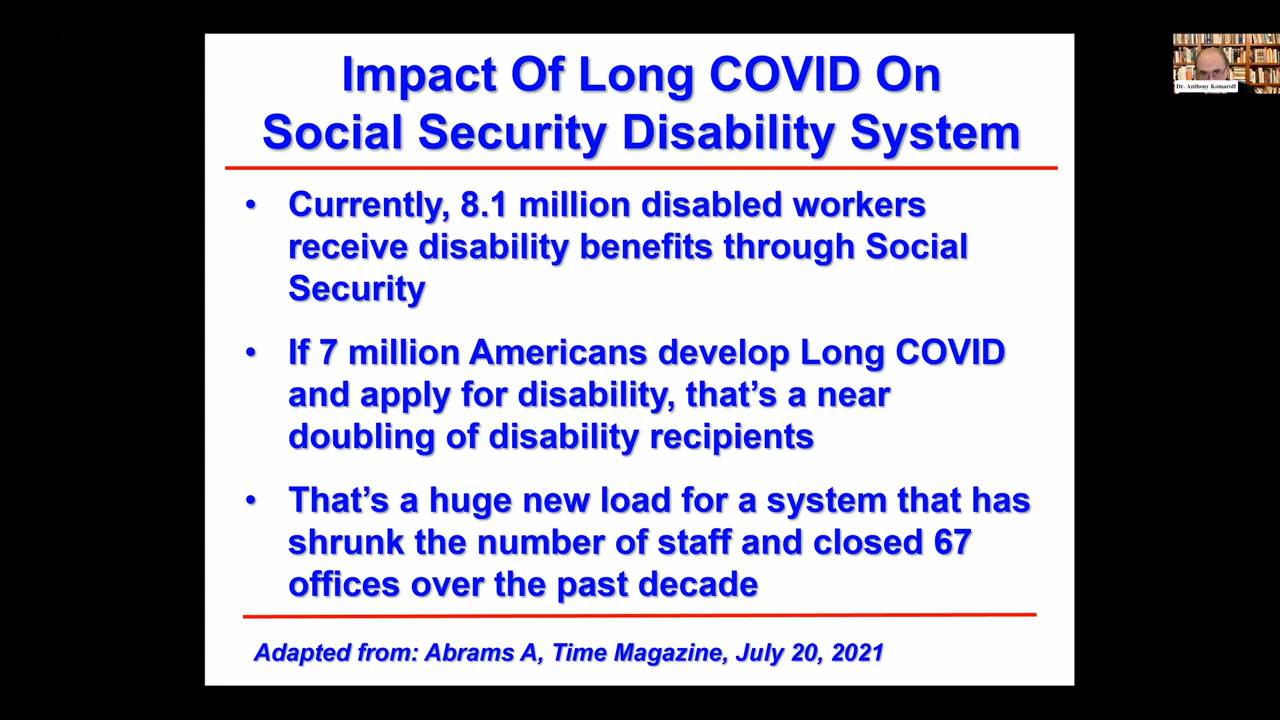 Impact Of Long COVID On
Social Security Disability System
• Currently, 8.1 million disabled workers
receive disability benefits through Social
Security
• If 7 million Americans develop Long COVID
and apply for disability, that’s a near
doubling of disability recipients
• That’s a huge new load for a system that has
shrunk the number of staff and closed 67
offices over the past decade
Adapted from: Abrams A, Time Magazine, July 20, 2021
Dr. Anthony Komaroff